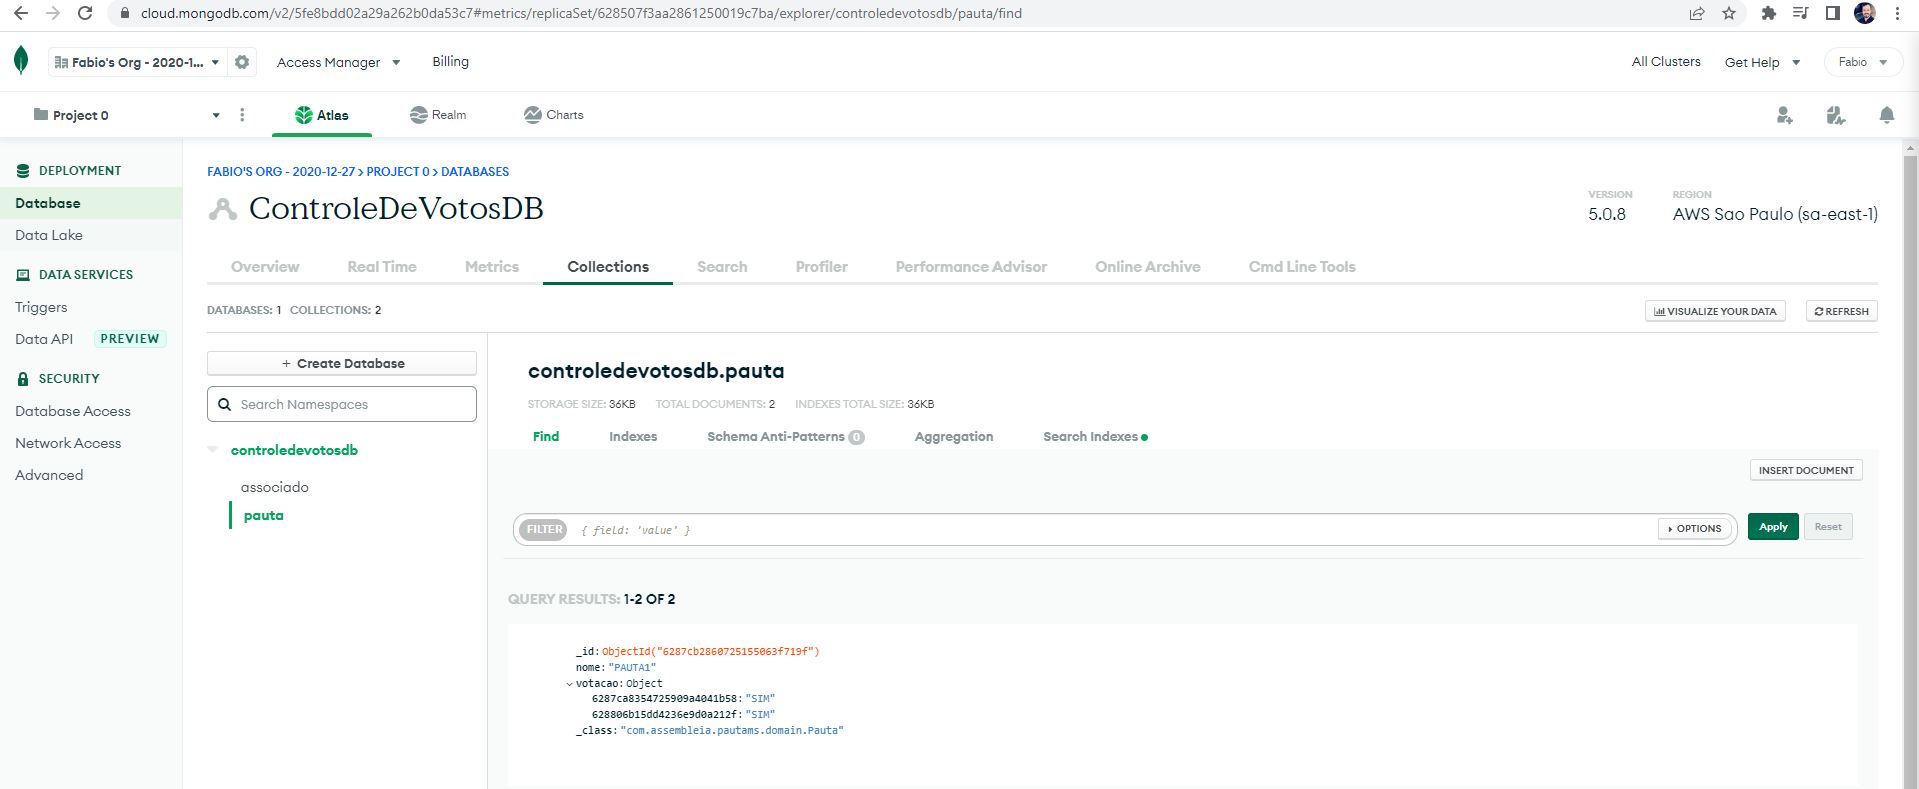 cloud.mongodb.com/v2/5fe8bdd02a29a262b0da53c7#metrics/replicaSet/628507f3aa2861250019c7ba/explorer/controledevotosdb/pauta/find
Fabio's Org - 2020-1... Access Manager Billing All Clusters Get Help Fabio
Project 0 Atlas Realm Charts
DEPLOYMENT
Database
Data Lake
DATA SERVICES
Triggers
Data API PREVIEW
SECURITY
Database Access
Network Access
Advanced
FABIO'S ORG - 2020-12-27 > PROJECT 0 > DATABASES
ControleDeVotosDB
VERSION
5.0.8
REGION
AWS Sao Paulo (sa-east-1)
Overview Real Time Metrics Collections Search Profiler Performance Advisor Online Archive Cmd Line Tools
DATABASES: 1 COLLECTIONS: 2
VISUALIZE YOUR DATA REFRESH
+ Create Database
Search Namespaces
controledevotosdb
associado
pauta
controledevotosdb.pauta
STORAGE SIZE: 36KB TOTAL DOCUMENTS: 2 INDEXES TOTAL SIZE: 36KB
Find Indexes Schema Anti-Patterns 0 Aggregation Search Indexes
INSERT DOCUMENT
FILTER { field: 'value' } OPTIONS Apply Reset
QUERY RESULTS: 1-2 OF 2
_id: ObjectId("6287cb2860725155063f719f")
nome: "PAUTA1"
votacao: Object
6287ca8354725909a4041b58: "SIM"
628806b15dd4236e9d0a212f: "SIM"
_class: "com.assembleia.pautams.domain.Pauta"